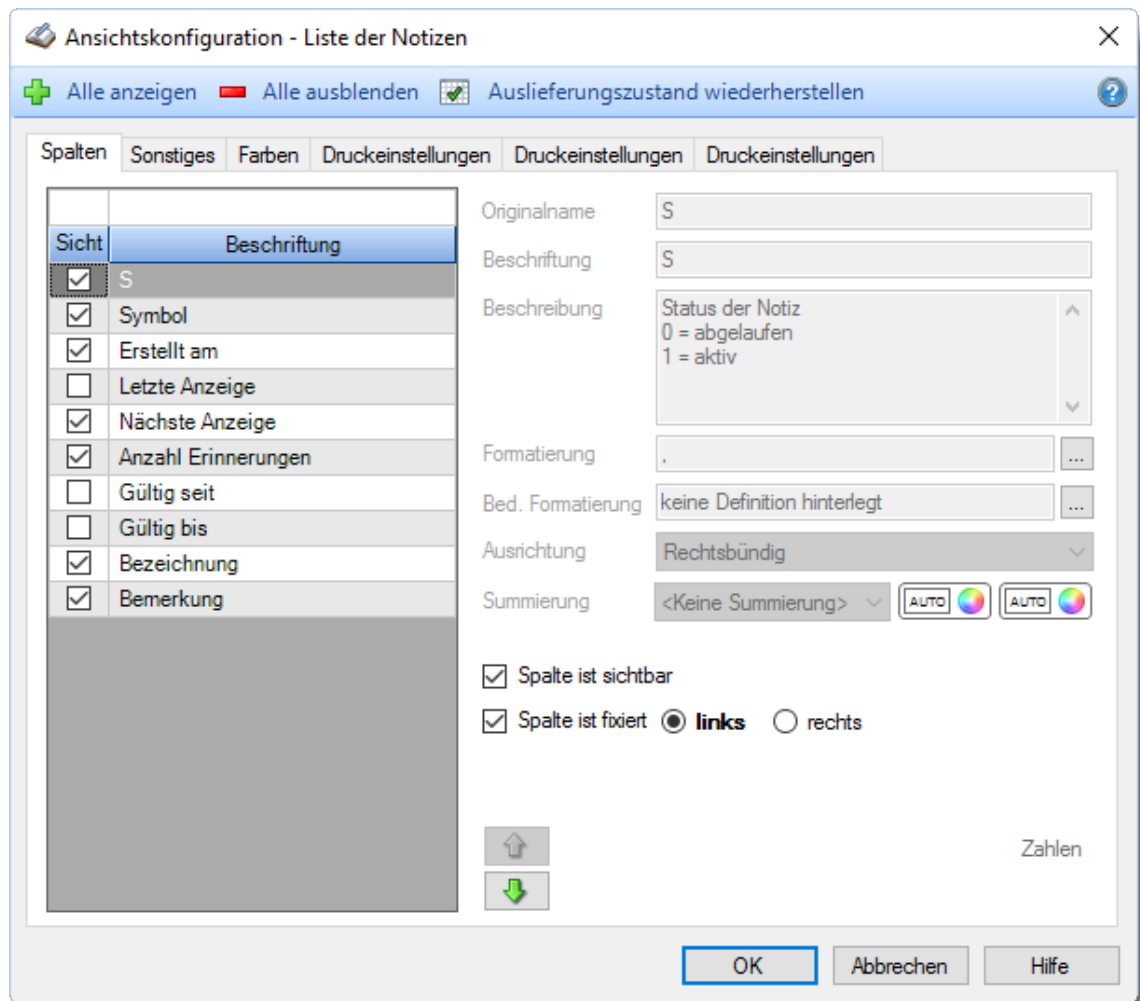 Ansichtskonfiguration - Liste der Notizen
Alle anzeigen Alle ausblenden Auslieferungszustand wiederherstellen
Spalten Sonstiges Farben Druckeinstellungen Druckeinstellungen Druckeinstellungen
Sicht Beschriftung
S
Symbol
Erstellt am
Letzte Anzeige
Nächste Anzeige
Anzahl Erinnerungen
Gültig seit
Gültig bis
Bezeichnung
Bemerkung
Originalname S
Beschriftung S
Beschreibung Status der Notiz
0 = abgelaufen
1 = aktiv
Formatierung , ...
Bed. Formatierung keine Definition hinterlegt ...
Ausrichtung Rechtsbündig
Summierung <Keine Summierung> AUTO AUTO
Spalte ist sichtbar
Spalte ist fixiert links rechts
Zahlen
OK Abbrechen Hilfe